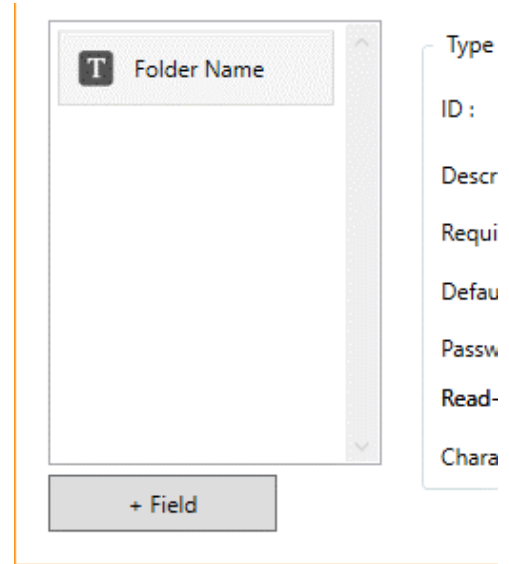 T Folder Name
+ Field
Type
ID :
Descr
Requi
Defau
Passw
Read-
Chara